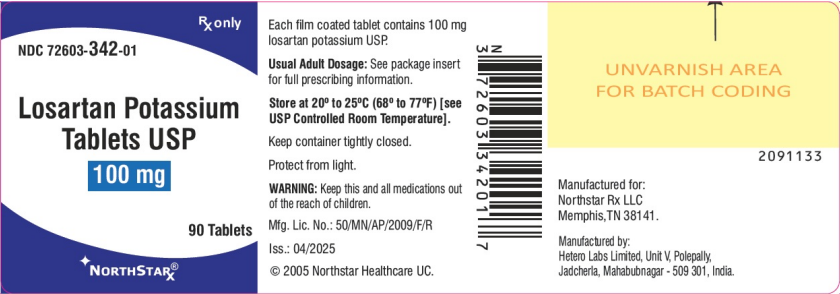 Rx only
NDC 72603-342-01
Losartan Potassium
Tablets USP
100 mg
90 Tablets
NORTHSTARx®
Each film coated tablet contains 100 mg
losartan potassium USP.
Usual Adult Dosage: See package insert
for full prescribing information.
Store at 20º to 25ºC (68º to 77ºF) [see
USP Controlled Room Temperature].
Keep container tightly closed.
Protect from light.
WARNING: Keep this and all medications out
of the reach of children.
Mfg. Lic. No.: 50/MN/AP/2009/F/R
Iss.: 04/2025
© 2005 Northstar Healthcare UC.
N
3 72603 34201 7
UNVARNISH AREA
FOR BATCH CODING
2091133
Manufactured for:
Northstar Rx LLC
Memphis,TN 38141.
Manufactured by:
Hetero Labs Limited, Unit V, Polepally,
Jadcherla, Mahabubnagar - 509 301, India.